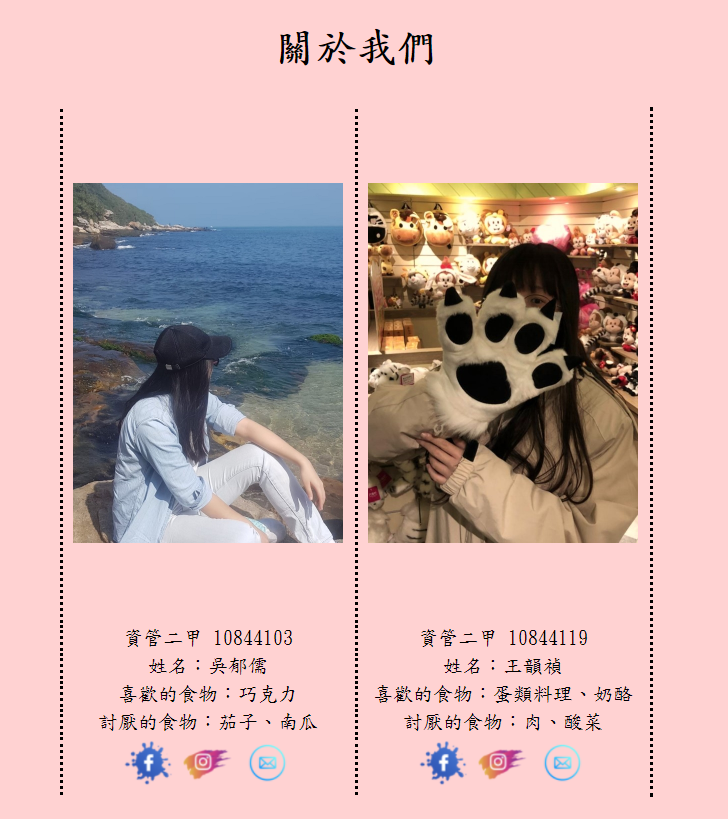 關於我們
資管二甲 10844103
姓名：吳郁儒
喜歡的食物：巧克力
討厭的食物：茄子、南瓜
資管二甲 10844119
姓名：王韻禎
喜歡的食物：蛋類料理、奶酪
討厭的食物：肉、酸菜